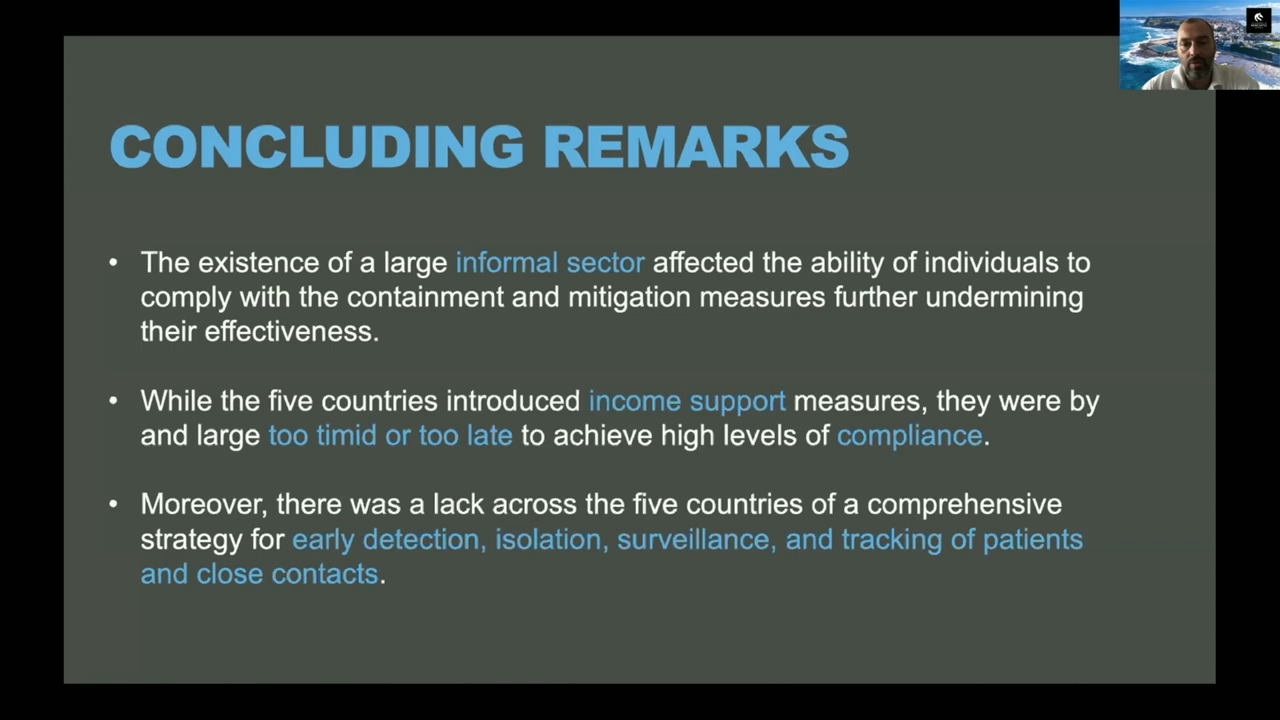 CONCLUDING REMARKS
• The existence of a large informal sector affected the ability of individuals to
comply with the containment and mitigation measures further undermining
their effectiveness.
• While the five countries introduced income support measures, they were by
and large too timid or too late to achieve high levels of compliance.
• Moreover, there was a lack across the five countries of a comprehensive
strategy for early detection, isolation, surveillance, and tracking of patients
and close contacts.